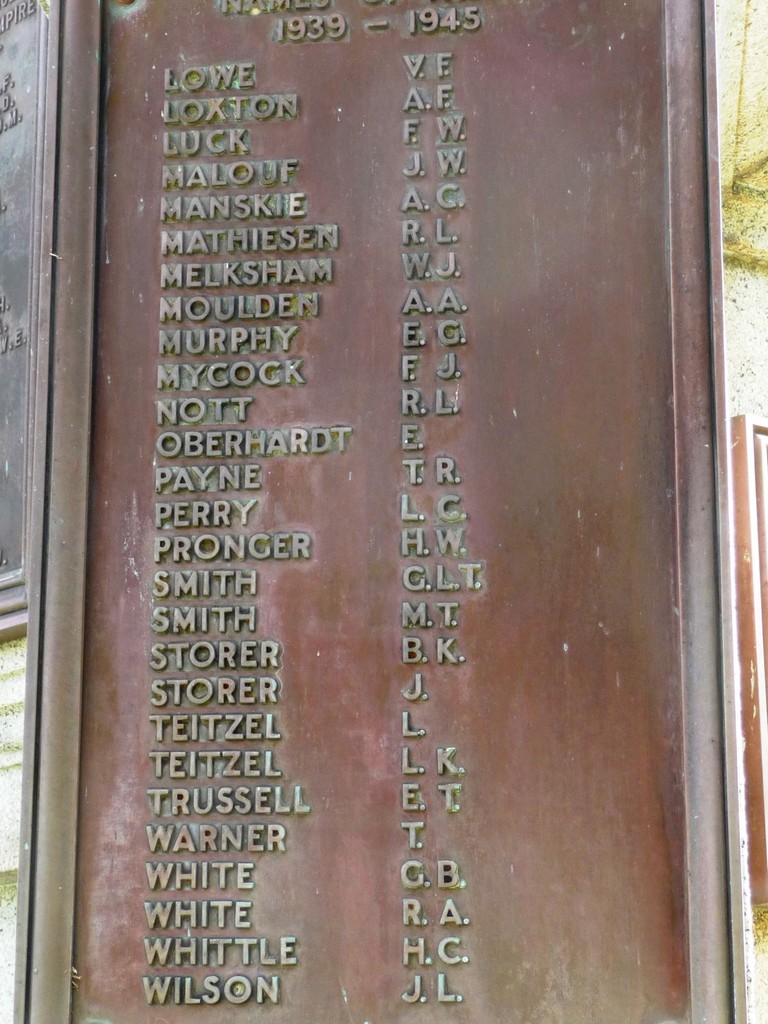 NAMES
1939 – 1945
LOWE V. F.
LOXTON A. F.
LUCK F. W.
MALOUF J. W.
MANSKIE A. G.
MATHIESEN R. L.
MELKSHAM W. J.
MOULDEN A. A.
MURPHY E. G.
MYCOCK F. J.
NOTT R. L.
OBERHARDT E.
PAYNE T. R.
PERRY L. C.
PRONGER H. W.
SMITH G. L. T.
SMITH M. T.
STORER B. K.
STORER J.
TEITZEL L.
TEITZEL L. K.
TRUSSELL E. T.
WARNER T.
WHITE G. B.
WHITE R. A.
WHITTLE H. C.
WILSON J. L.